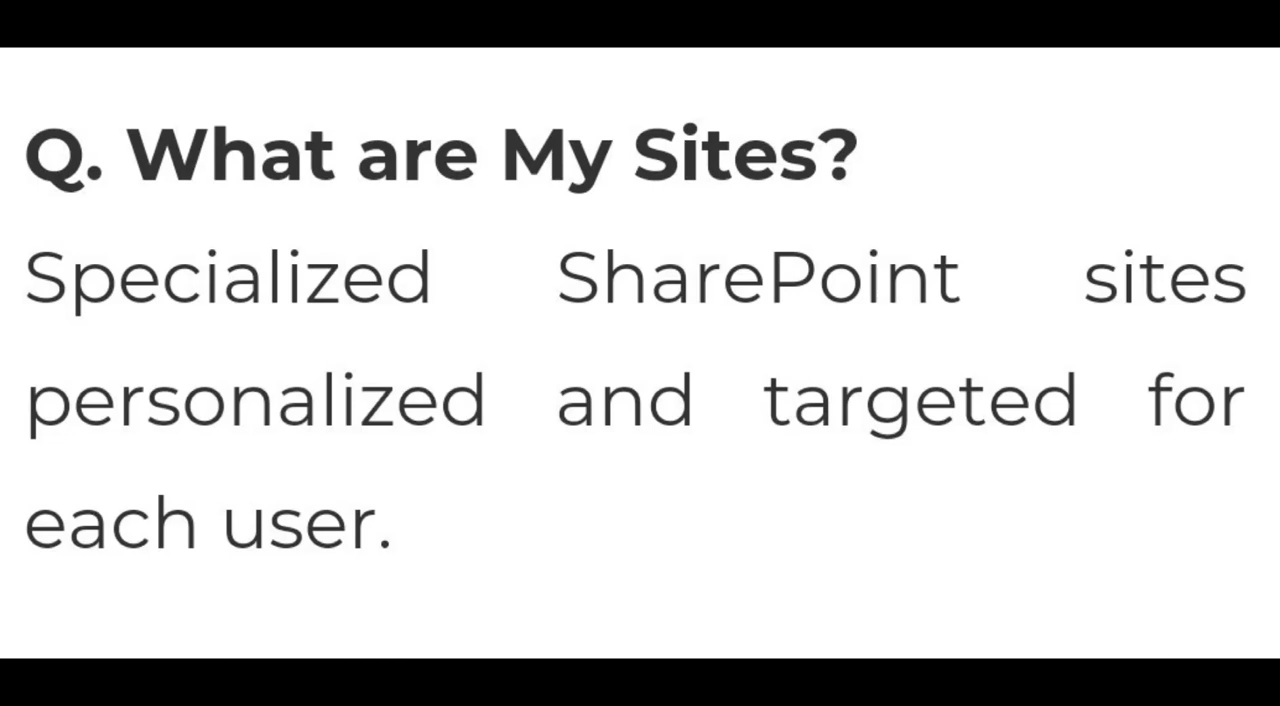 Q. What are My Sites?
Specialized SharePoint sites
personalized and targeted for
each user.